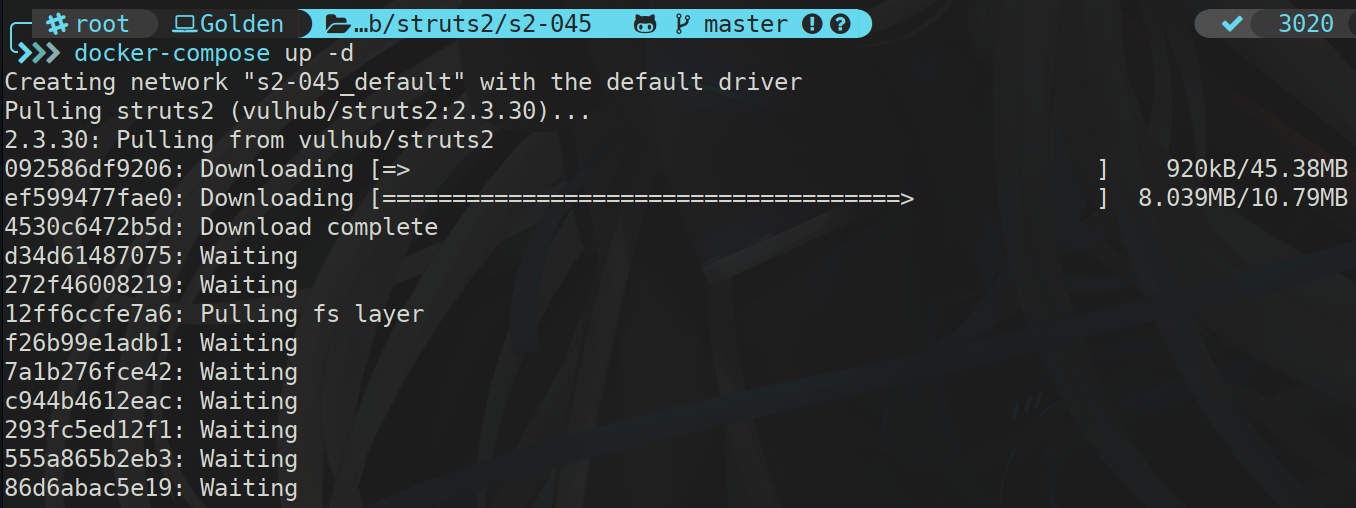 root Golden …b/struts2/s2-045 master 3020
docker-compose up -d
Creating network "s2-045_default" with the default driver
Pulling struts2 (vulhub/struts2:2.3.30)...
2.3.30: Pulling from vulhub/struts2
092586df9206: Downloading [=> ] 920kB/45.38MB
ef599477fae0: Downloading [=====================================> ] 8.039MB/10.79MB
4530c6472b5d: Download complete
d34d61487075: Waiting
272f46008219: Waiting
12ff6ccfe7a6: Pulling fs layer
f26b99e1adb1: Waiting
7a1b276fce42: Waiting
c944b4612eac: Waiting
293fc5ed12f1: Waiting
555a865b2eb3: Waiting
86d6abac5e19: Waiting